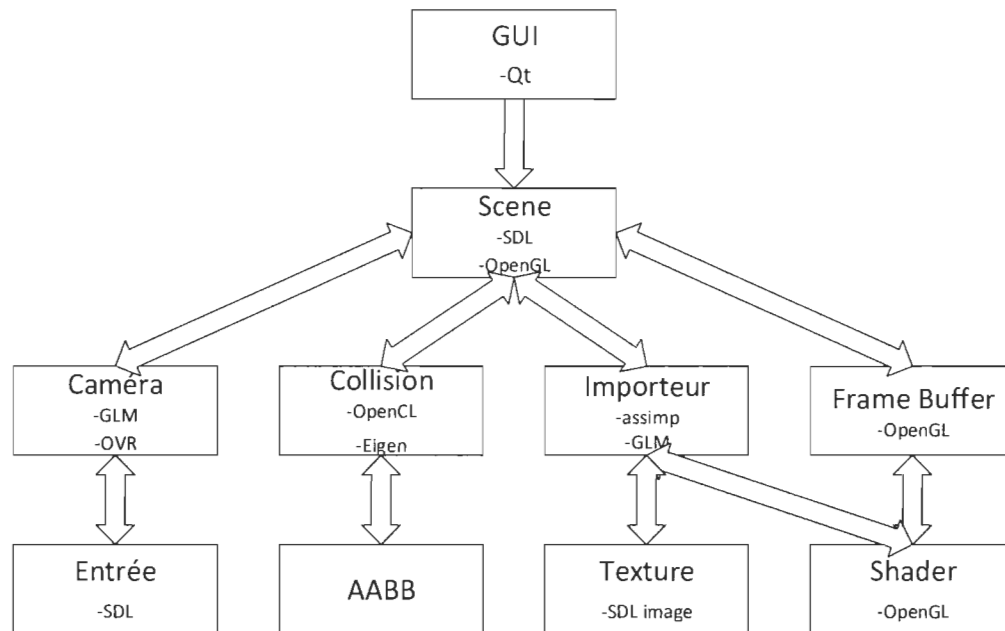 GUI
-Qt
Scene
-SDL
-OpenGL
Caméra
-GLM
-OVR
Collision
-OpenCL
-Eigen
Importeur
-assimp
-GLM
Frame Buffer
-OpenGL
Entrée
-SDL
AABB
Texture
-SDL image
Shader
-OpenGL